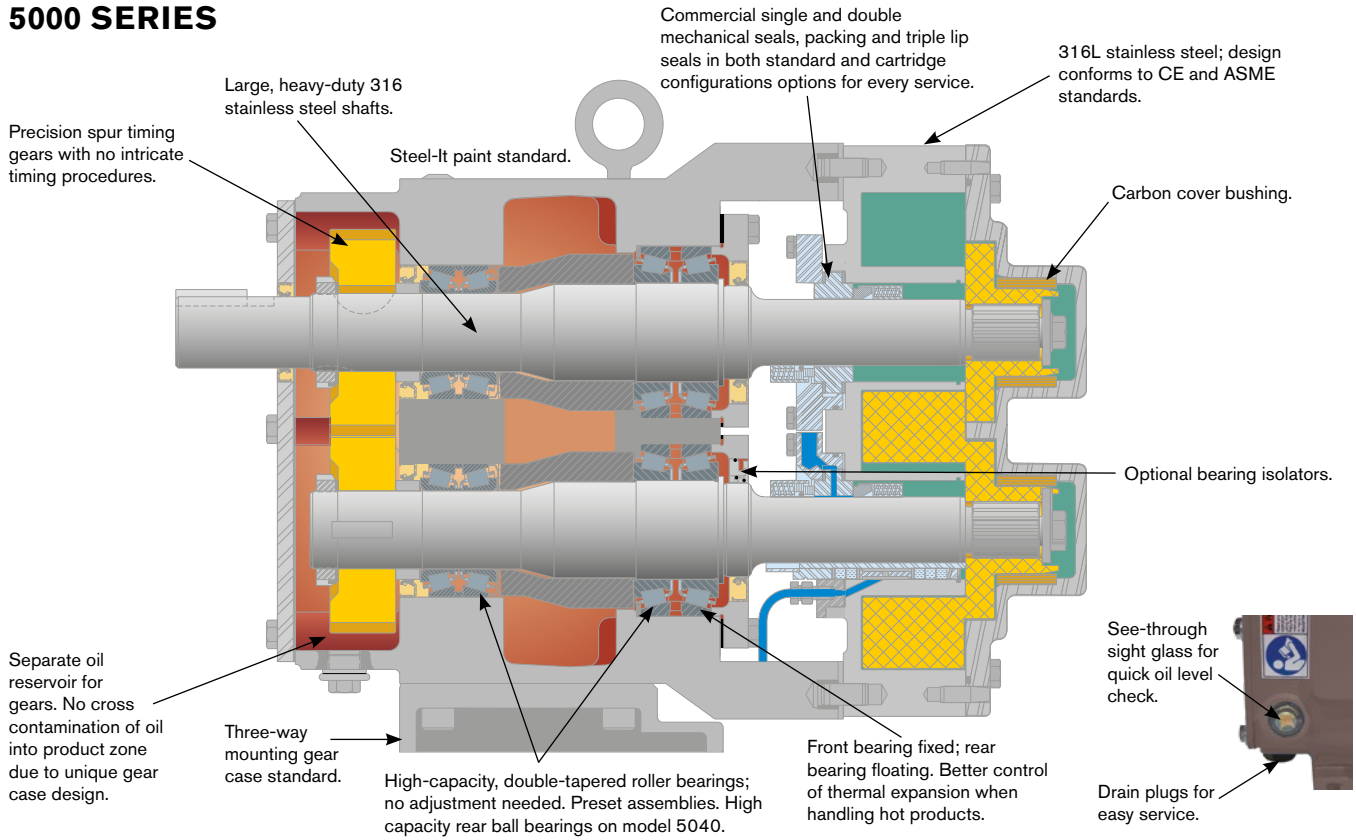 5000 SERIES
Commercial single and double
mechanical seals, packing and triple lip
seals in both standard and cartridge
configurations options for every service.
316L stainless steel; design
conforms to CE and ASME
standards.
Large, heavy-duty 316
stainless steel shafts.
Precision spur timing
gears with no intricate
timing procedures.
Steel-It paint standard.
Carbon cover bushing.
Optional bearing isolators.
See-through
sight glass for
quick oil level
check.
Separate oil
reservoir for
gears. No cross
contamination of oil
into product zone
due to unique gear
case design.
Three-way
mounting gear
case standard.
High-capacity, double-tapered roller bearings;
no adjustment needed. Preset assemblies. High
capacity rear ball bearings on model 5040.
Front bearing fixed; rear
bearing floating. Better control
of thermal expansion when
handling hot products.
Drain plugs for
easy service.